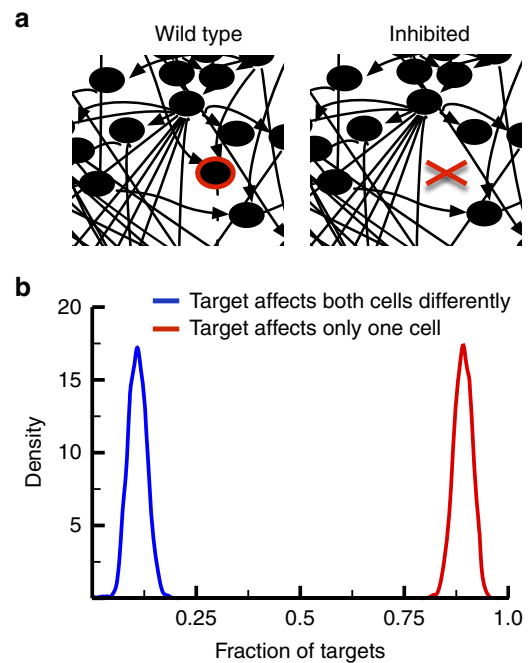 a
Wild type
Inhibited
b
20
Target affects both cells differently
Target affects only one cell
15
Density
10
5
0.25
0.5
0.75
1.0
Fraction of targets